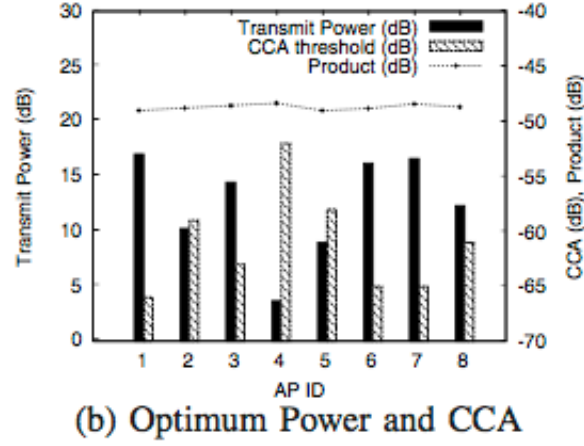 30
25
20
15
10
5
0
Transmit Power (dB)
Transmit Power (dB)
CCA threshold (dB)
Product (dB)
-40
-45
-50
-55
-60
-65
-70
CCA (dB), Product (dB)
1 2 3 4 5 6 7 8
AP ID
(b) Optimum Power and CCA